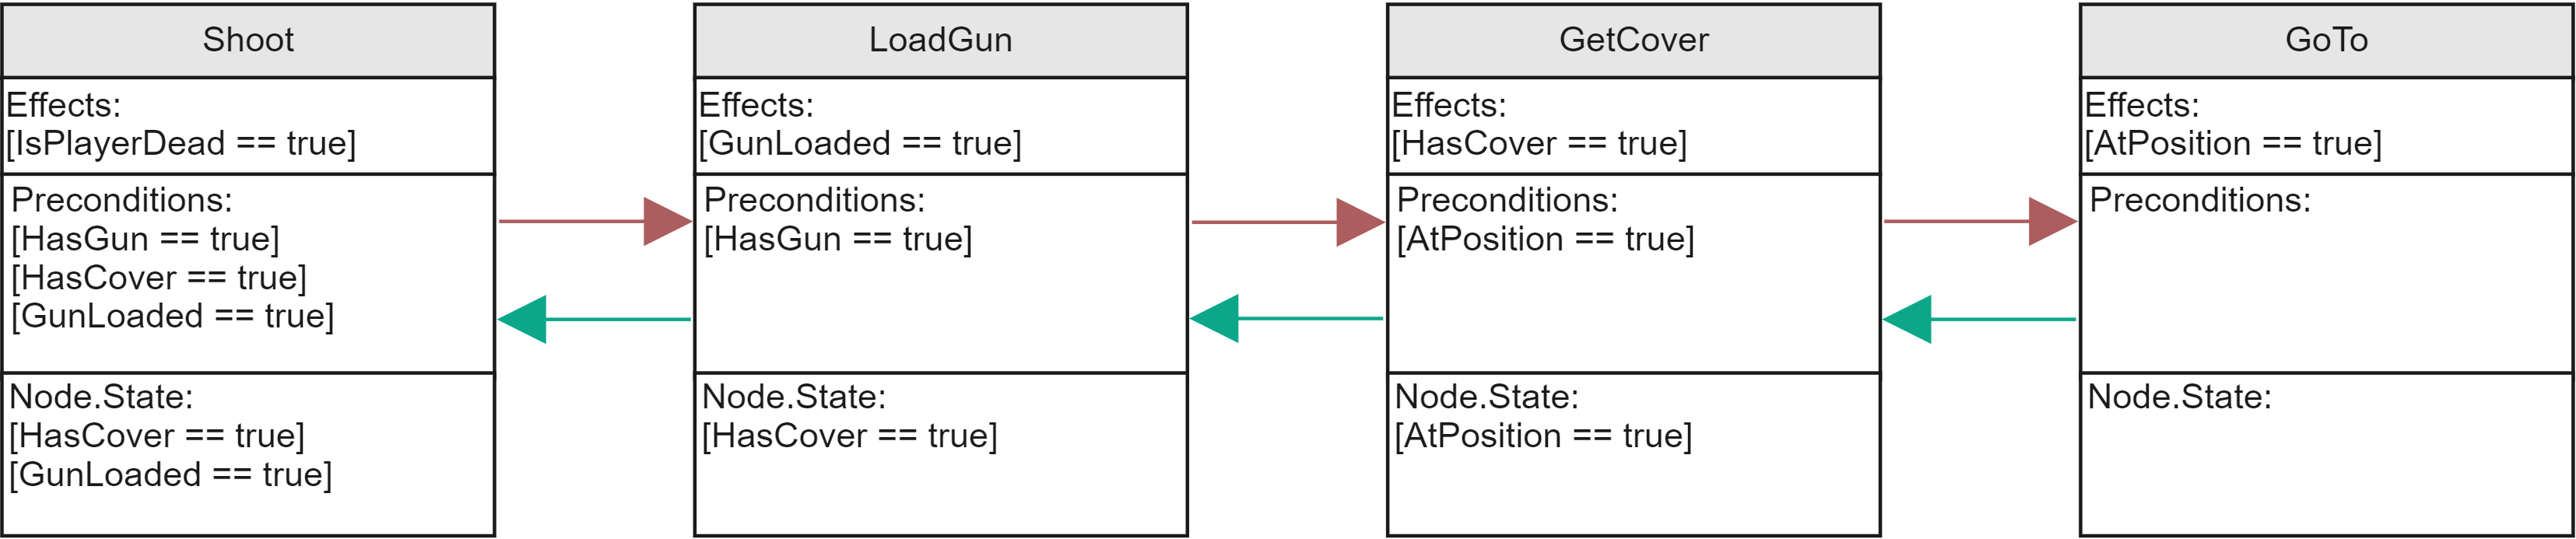 Shoot
Effects:
[IsPlayerDead == true]
Preconditions:
[HasGun == true]
[HasCover == true]
[GunLoaded == true]
Node.State:
[HasCover == true]
[GunLoaded == true]
LoadGun
Effects:
[GunLoaded == true]
Preconditions:
[HasGun == true]
Node.State:
[HasCover == true]
GetCover
Effects:
[HasCover == true]
Preconditions:
[AtPosition == true]
Node.State:
[AtPosition == true]
GoTo
Effects:
[AtPosition == true]
Preconditions:
Node.State: